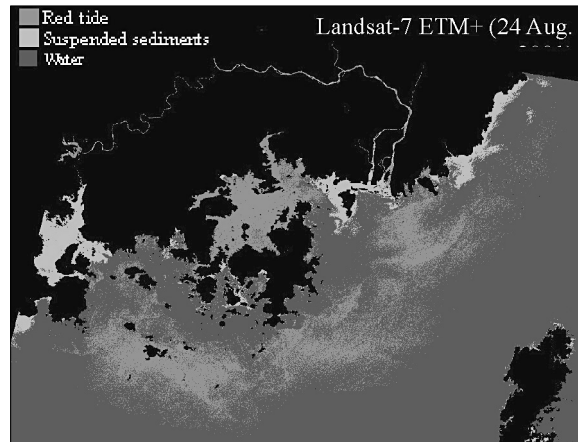 Red tide
Suspended sediments
Water
Landsat-7 ETM+ (24 Aug.